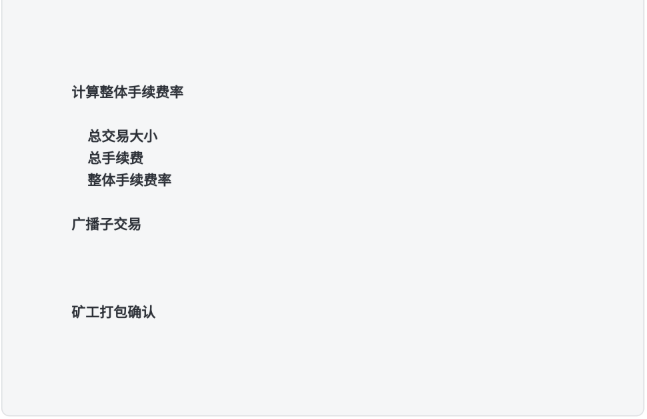 计算整体手续费率
总交易大小
总手续费
整体手续费率
广播子交易
矿工打包确认